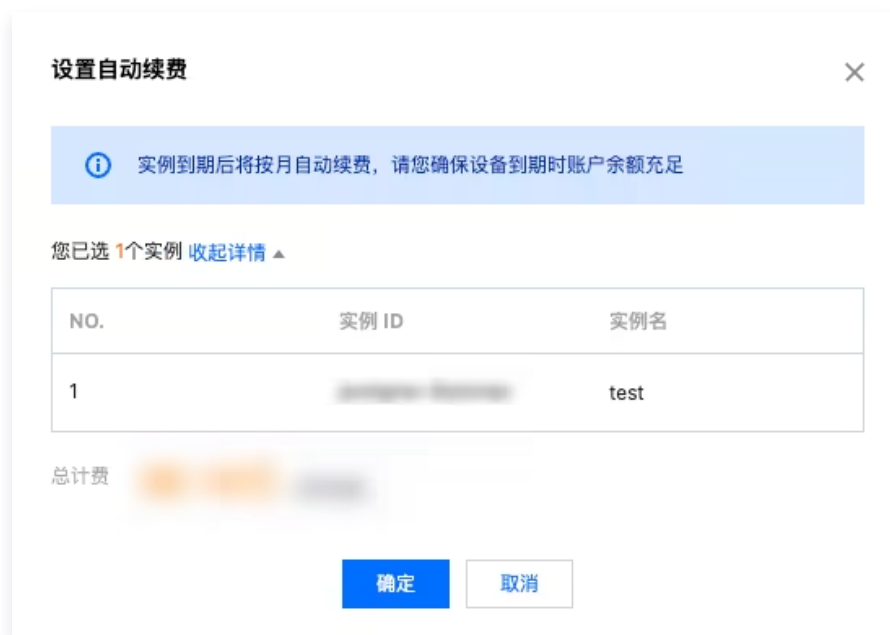 设置自动续费
实例到期后将按月自动续费，请您确保设备到期时账户余额充足
您已选 1个实例 收起详情
NO. 实例 ID 实例名
1 test
总计费
确定 取消